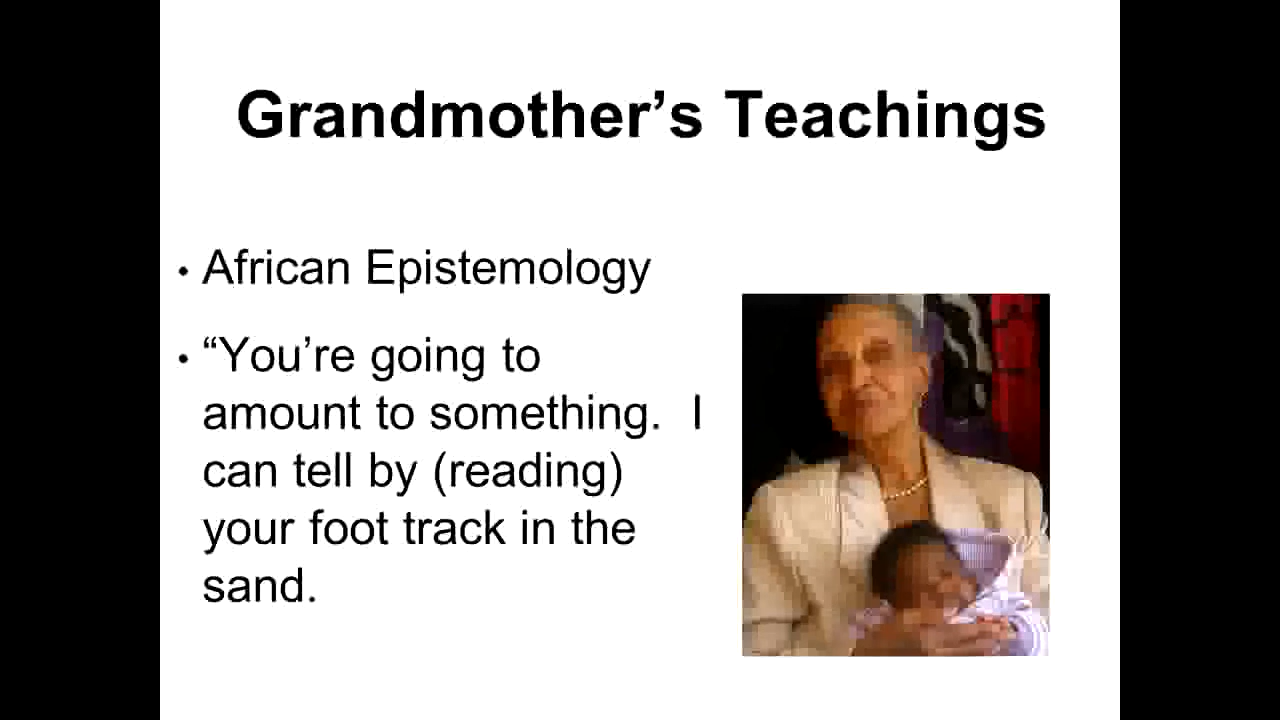 Grandmother’s Teachings
• African Epistemology
• “You’re going to
amount to something.  I
can tell by (reading)
your foot track in the
sand.